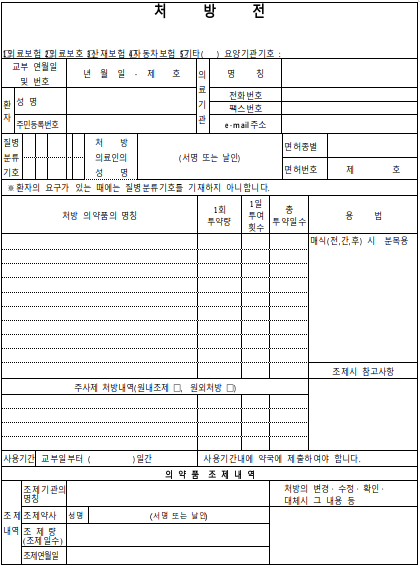 처 방 전
1의료보험 2의료보호 3산재보험 4자동차보험 5기타( ) 요양기관기호 :
교부 연월일 및 번호
년 월 일 - 제 호
의료기관
명 칭
환자
성 명
전화번호
팩스번호
주민등록번호
e-mail주소
질병분류기호
처 방 의료인의 성 명
(서명 또는 날인)
면허종별
면허번호
제 호
※환자의 요구가 있는 때에는 질병분류기호를 기재하지 아니합니다.
처방 의약품의 명칭
1회 투약량
1일 투여 횟수
총 투약일수
용 법
매식(전,간,후) 시 분복용
조제시 참고사항
주사제 처방내역(원내조제 □, 원외처방 □)
사용기간
교부일부터 ( )일간
사용기간내에 약국에 제출하여야 합니다.
의 약 품 조 제 내 역
조제내역
조제기관의 명칭
처방의 변경· 수정· 확인·
대체시 그 내용 등
조제약사
성명
(서명 또는 날인)
조 제 량
(조제일수)
조제연월일